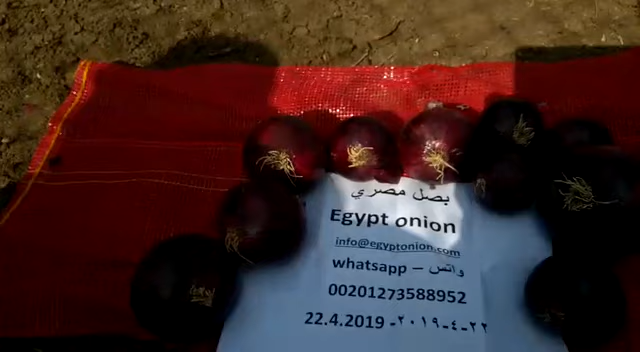 بصل مصري
Egypt onion
info@egyptonion.com
whatsapp – واتس
00201273588952
22.4.2019 -٢٠١٩-٤-٢٢